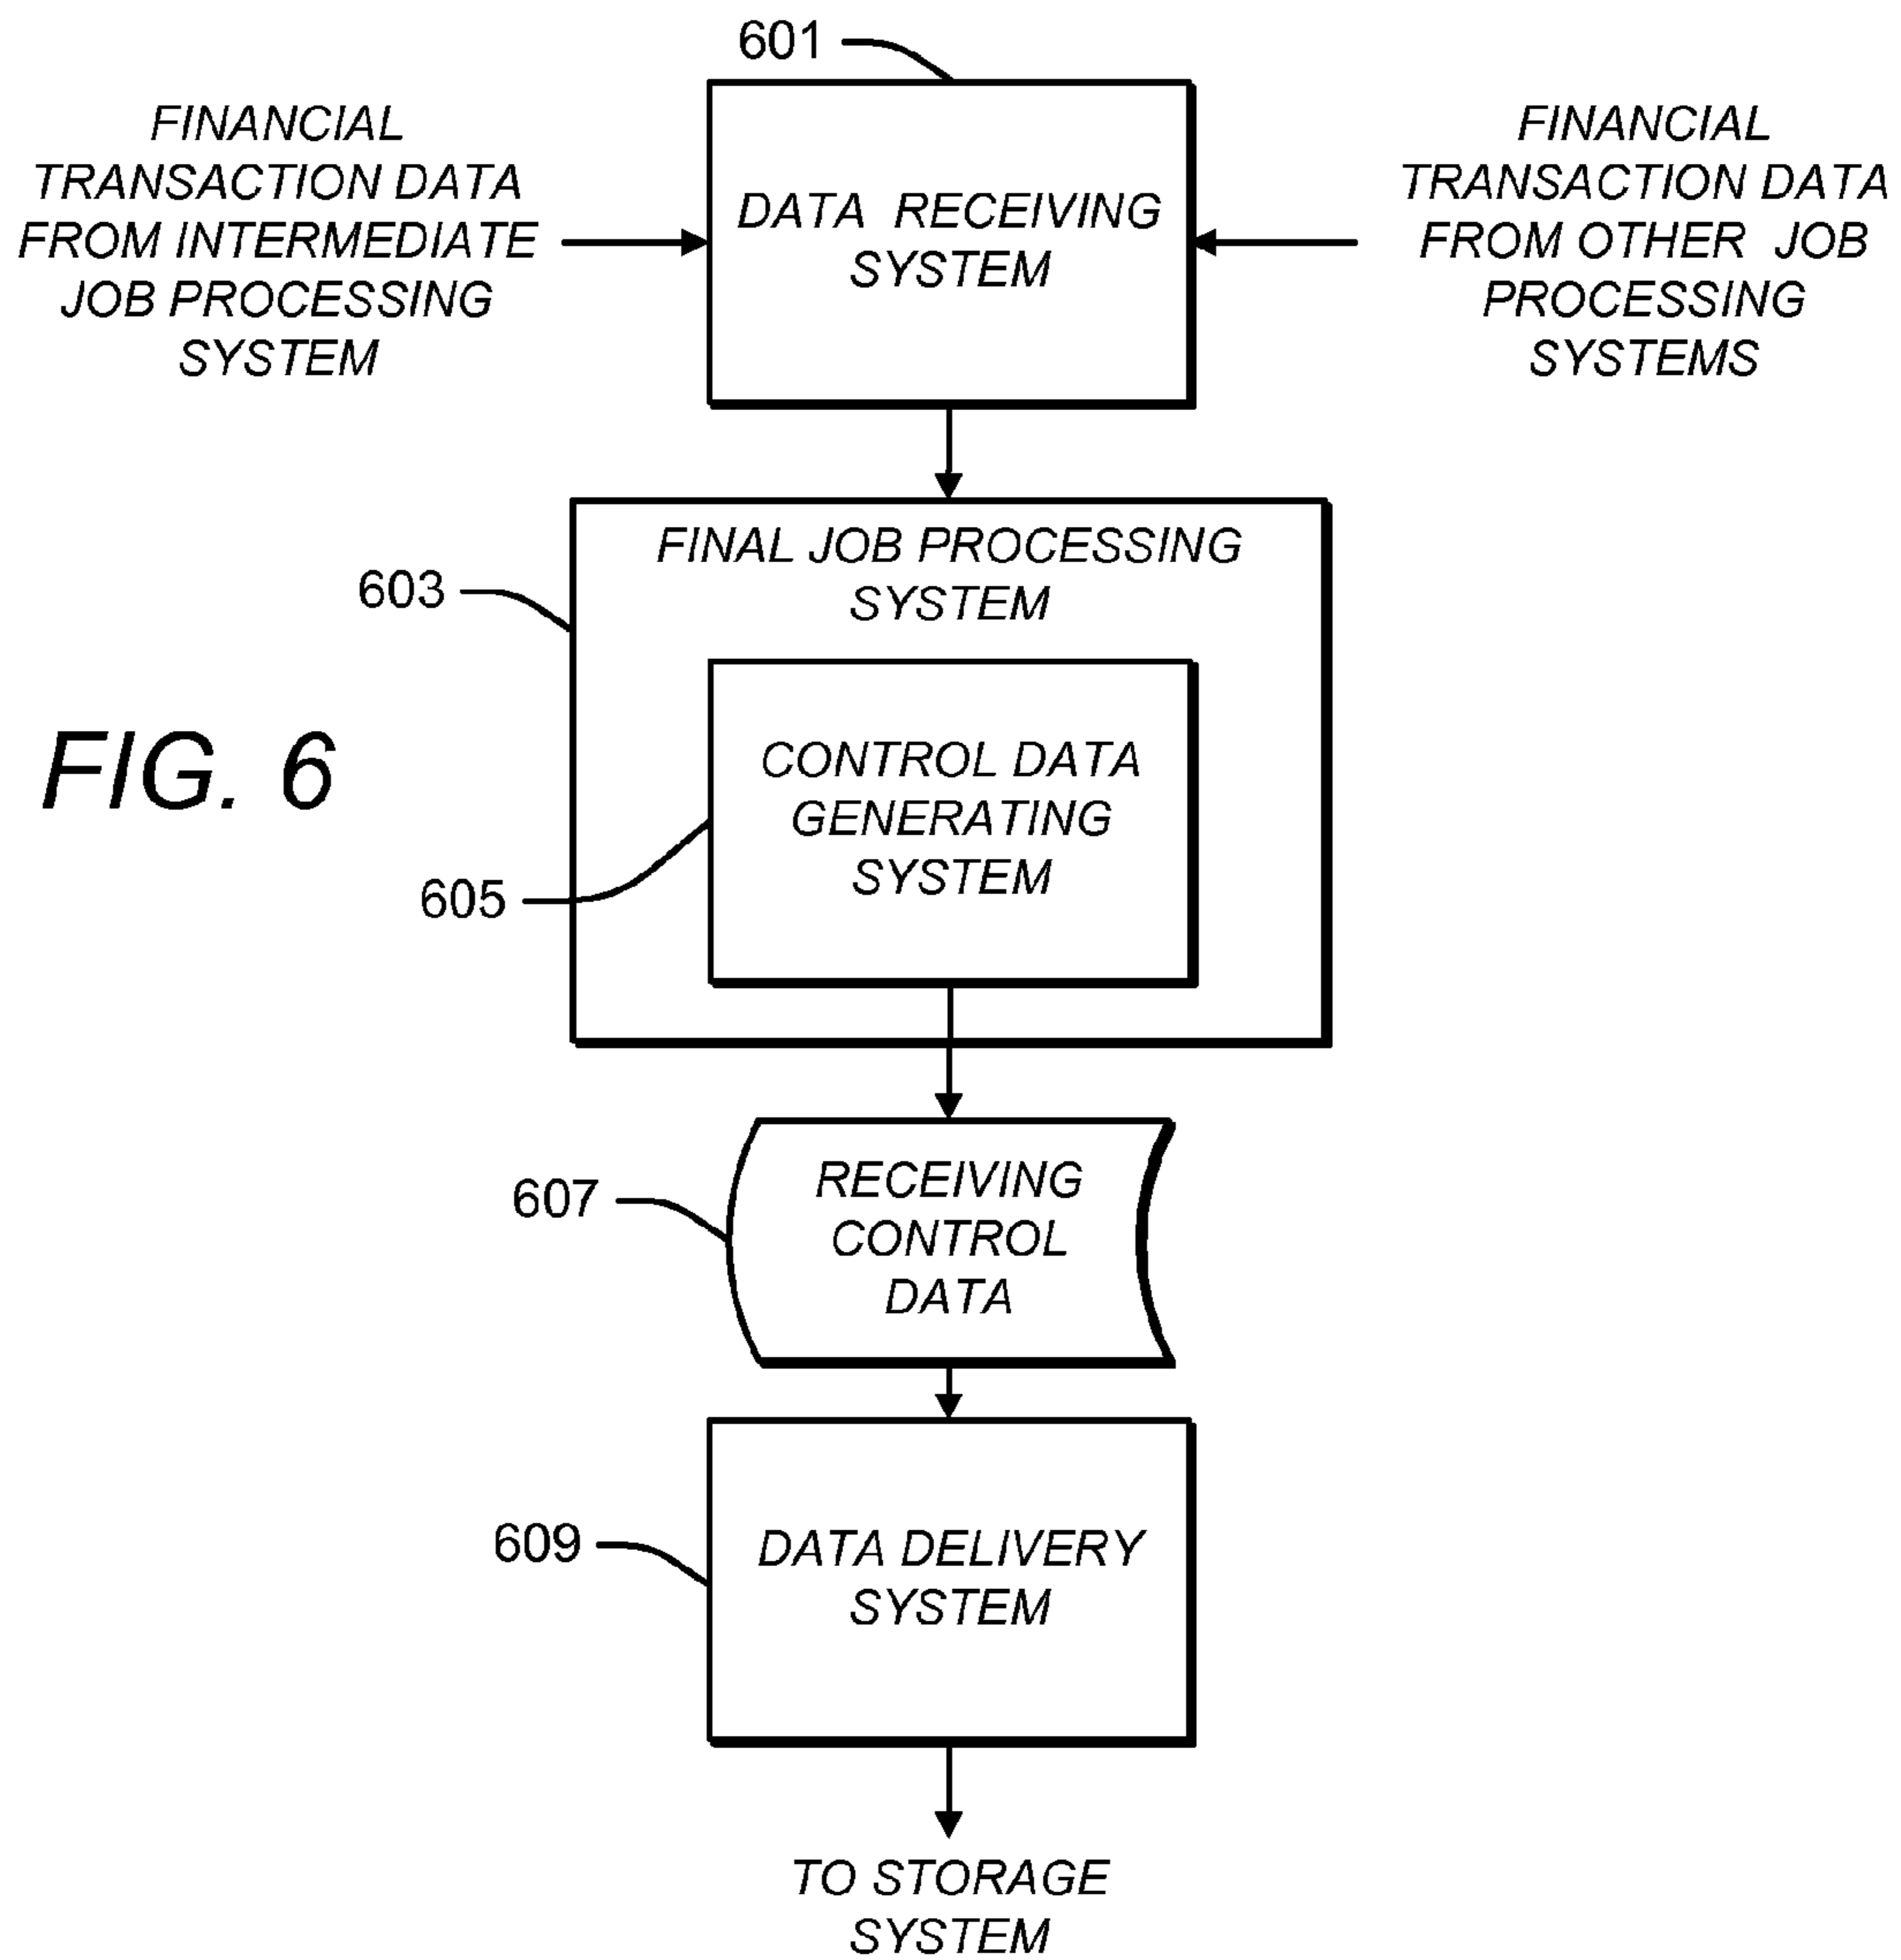 601
FINANCIAL
TRANSACTION DATA
FROM INTERMEDIATE
JOB PROCESSING
SYSTEM
DATA RECEIVING
SYSTEM
FINANCIAL
TRANSACTION DATA
FROM OTHER JOB
PROCESSING
SYSTEMS
FINAL JOB PROCESSING
SYSTEM
603
FIG. 6
CONTROL DATA
GENERATING
SYSTEM
605
RECEIVING
CONTROL
DATA
607
609
DATA DELIVERY
SYSTEM
TO STORAGE
SYSTEM